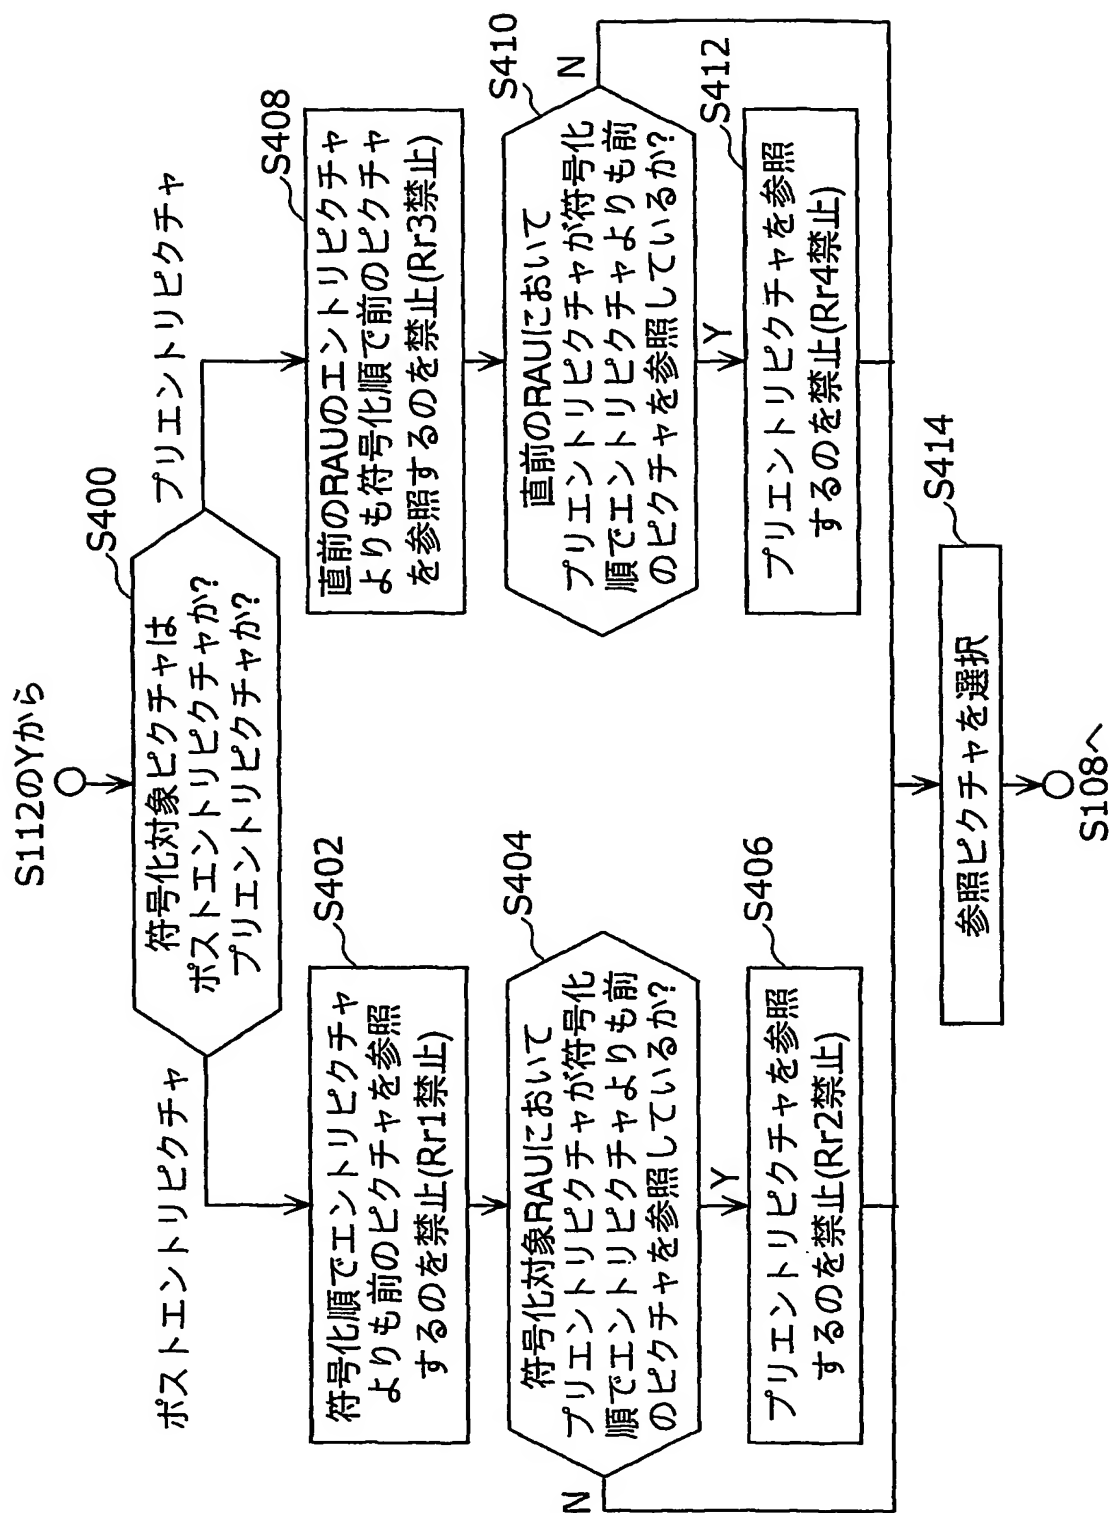 S112のYから
S400
符号化対象ピクチャは
ポストエントリピクチャか?
プリエントリピクチャか?
ポストエントリピクチャ
プリエントリピクチャ
S402
符号化順でエントリピクチャ
よりも前のピクチャを参照
するのを禁止(Rr1禁止)
S404
符号化対象RAUにおいて
プリエントリピクチャが符号化
順でエントリピクチャよりも前
のピクチャを参照しているか?
N
Y
S406
プリエントリピクチャを参照
するのを禁止(Rr2禁止)
S408
直前のRAUのエントリピクチャ
よりも符号化順で前のピクチャ
を参照するのを禁止(Rr3禁止)
S410
直前のRAUにおいて
プリエントリピクチャが符号化
順でエントリピクチャよりも前
のピクチャを参照しているか?
N
Y
S412
プリエントリピクチャを参照
するのを禁止(Rr4禁止)
S414
参照ピクチャを選択
S108へ